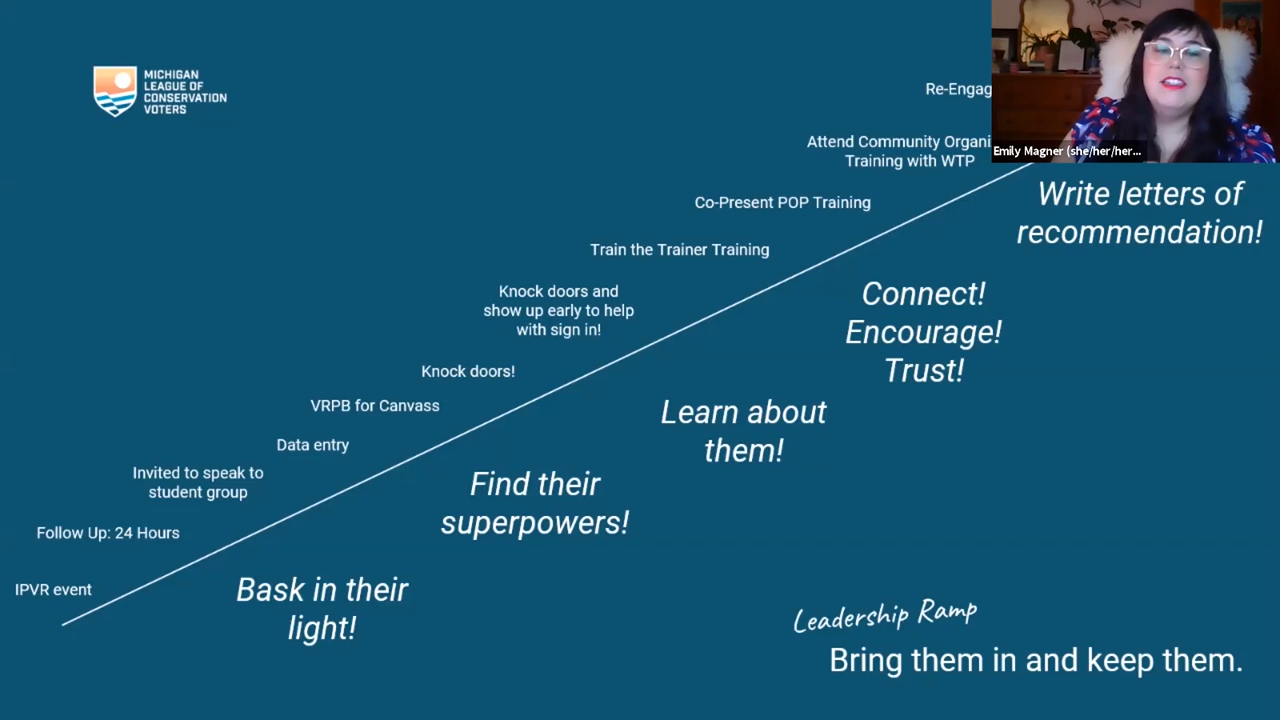 MICHIGAN
LEAGUE OF
CONSERVATION
VOTERS
Emily Magner (she/her/her...
Attend Community
Training with WTP
Co-Present POP Training
Train the Trainer Training
Knock doors and
show up early to help
with sign in!
Knock doors!
VRPB for Canvass
Data entry
Invited to speak to
student group
Follow Up: 24 Hours
IPVR event
Write letters of
recommendation!
Connect!
Encourage!
Trust!
Learn about
them!
Find their
superpowers!
Bask in their
light!
Leadership Ramp
Bring them in and keep them.